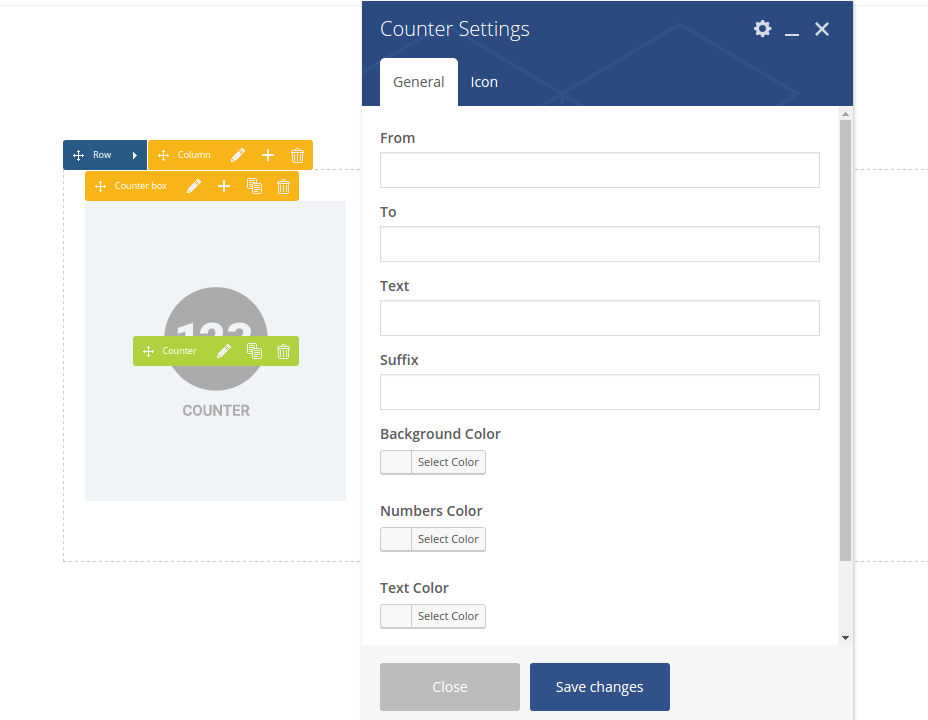 Counter Settings
General
Icon
Row
Column
Counter box
123
Counter
COUNTER
From
To
Text
Suffix
Background Color
Select Color
Numbers Color
Select Color
Text Color
Select Color
Close
Save changes